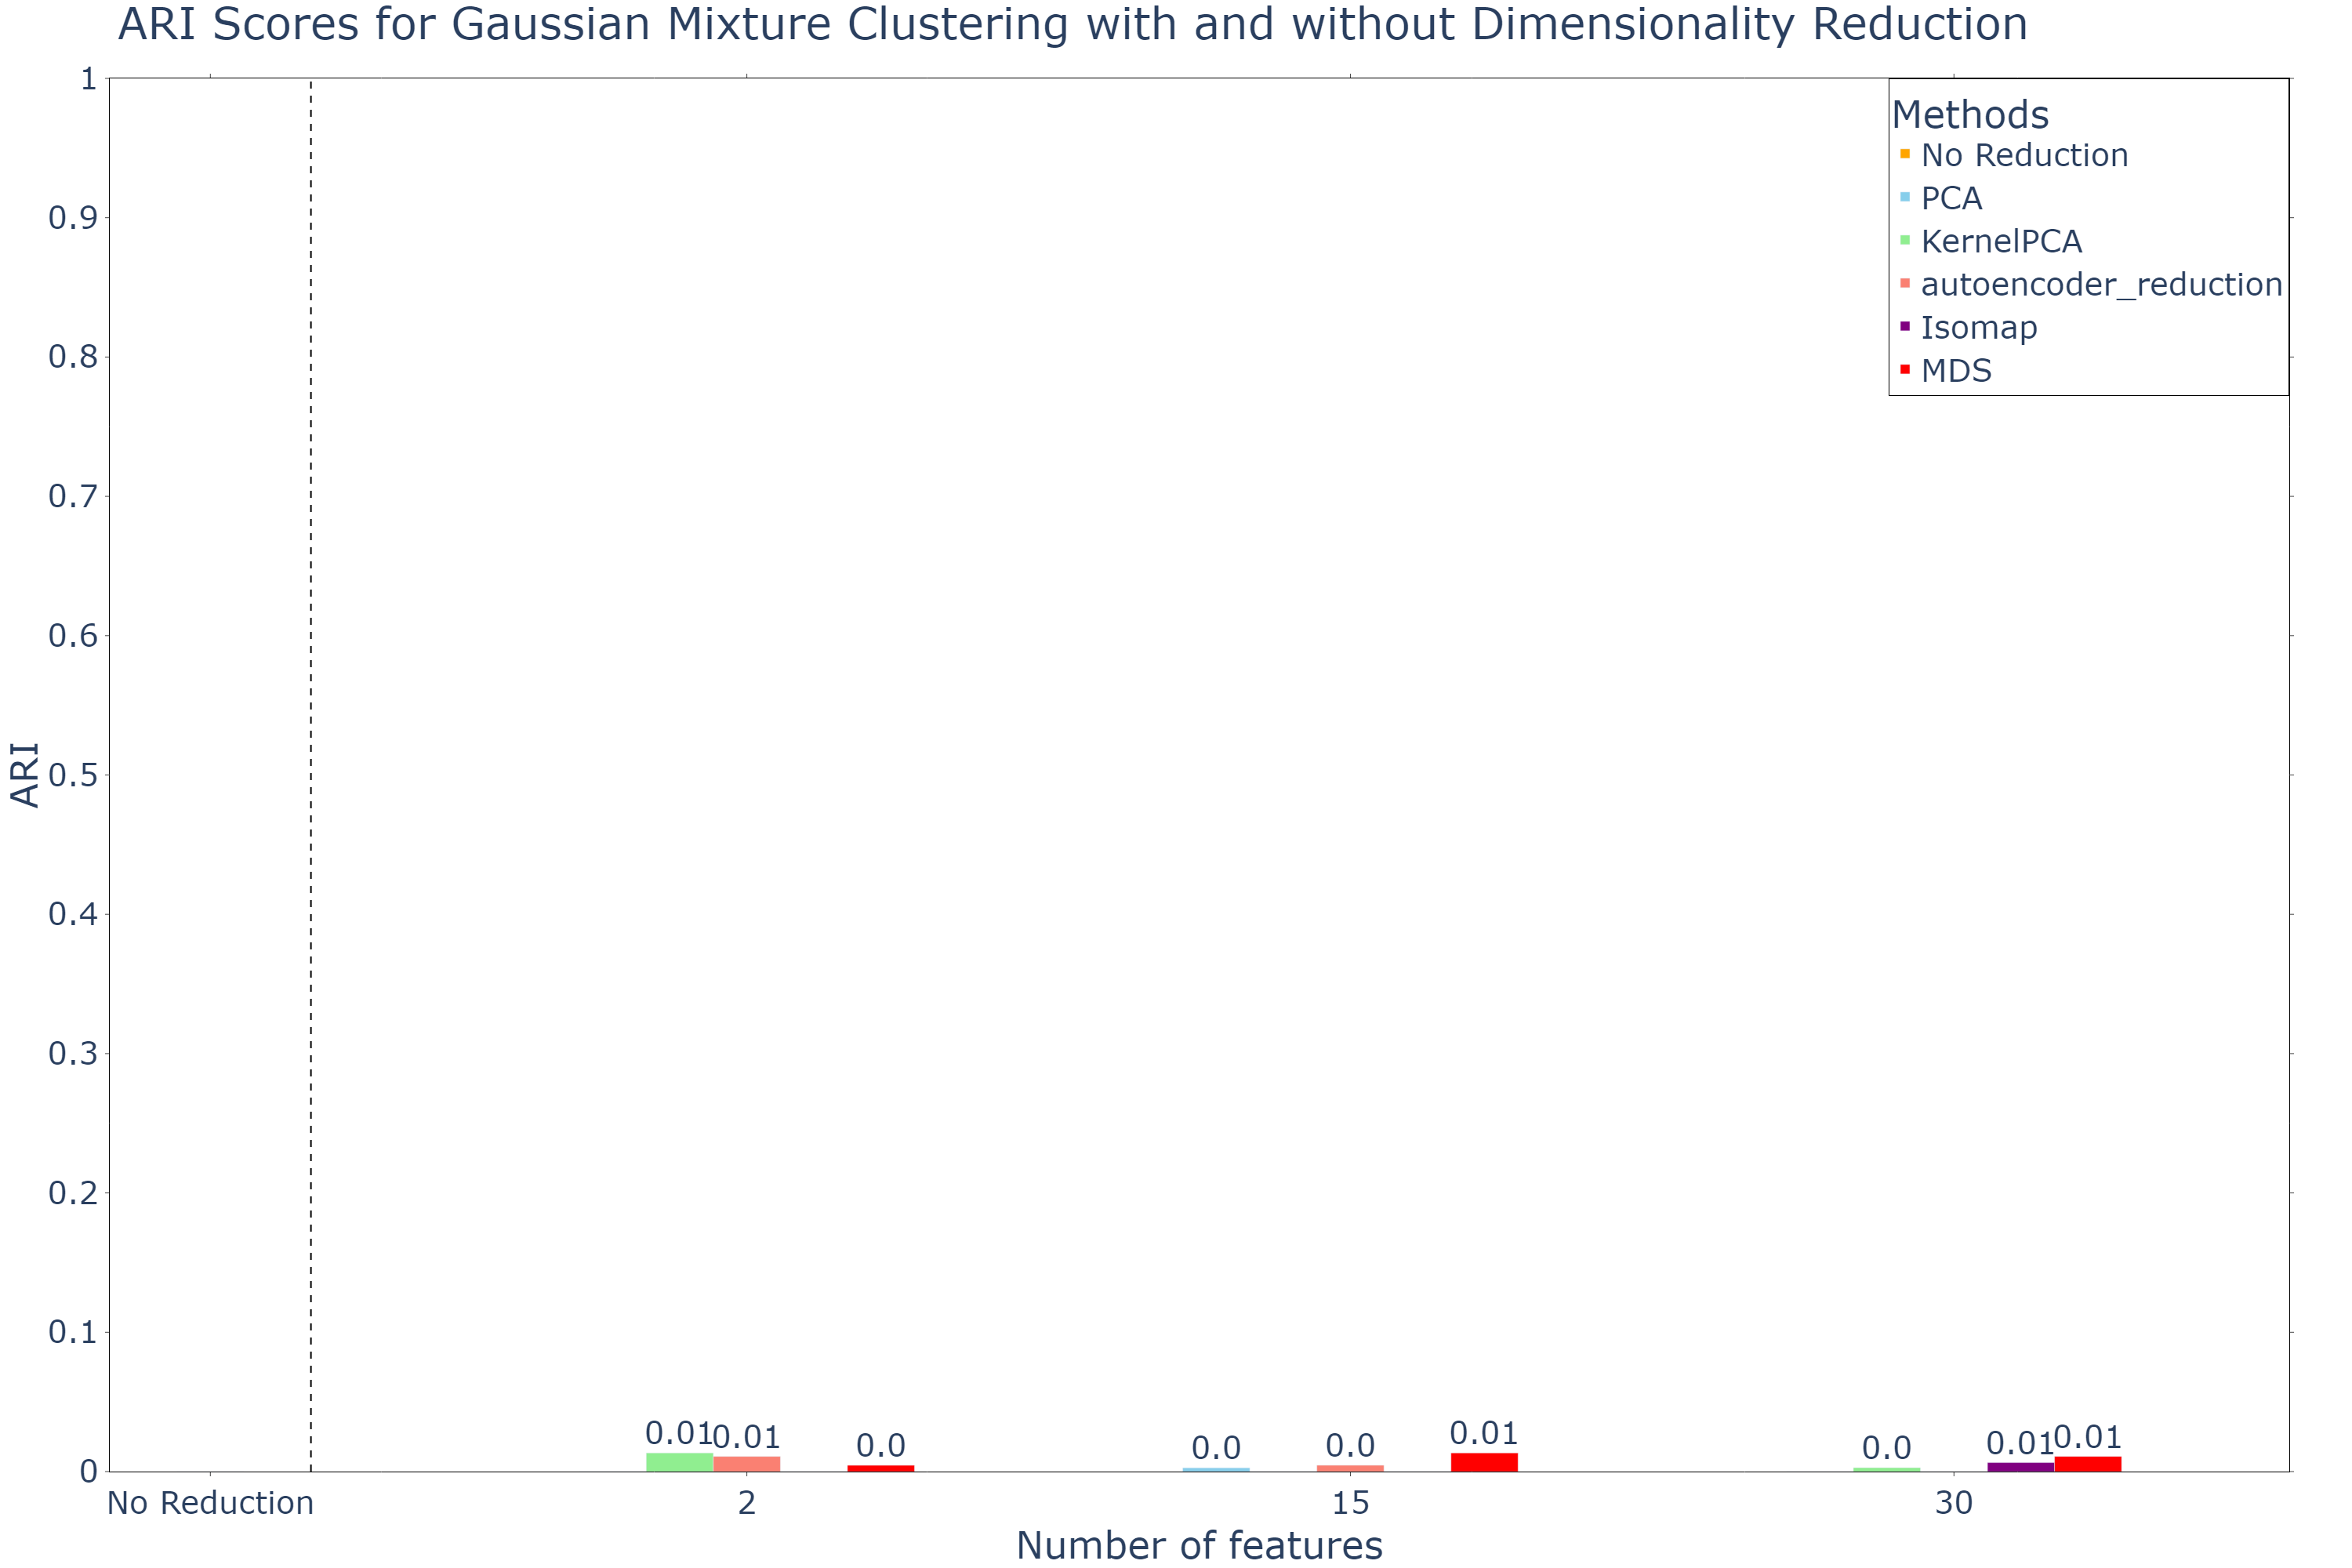 ARI Scores for Gaussian Mixture Clustering with and without Dimensionality Reduction
Methods
No Reduction
PCA
KernelPCA
autoencoder_reduction
Isomap
MDS
ARI
1
0.9
0.8
0.7
0.6
0.5
0.4
0.3
0.2
0.1
0
0.01
0.01
0.0
0.0
0.0
0.01
0.0
0.01
0.01
No Reduction
2
15
30
Number of features